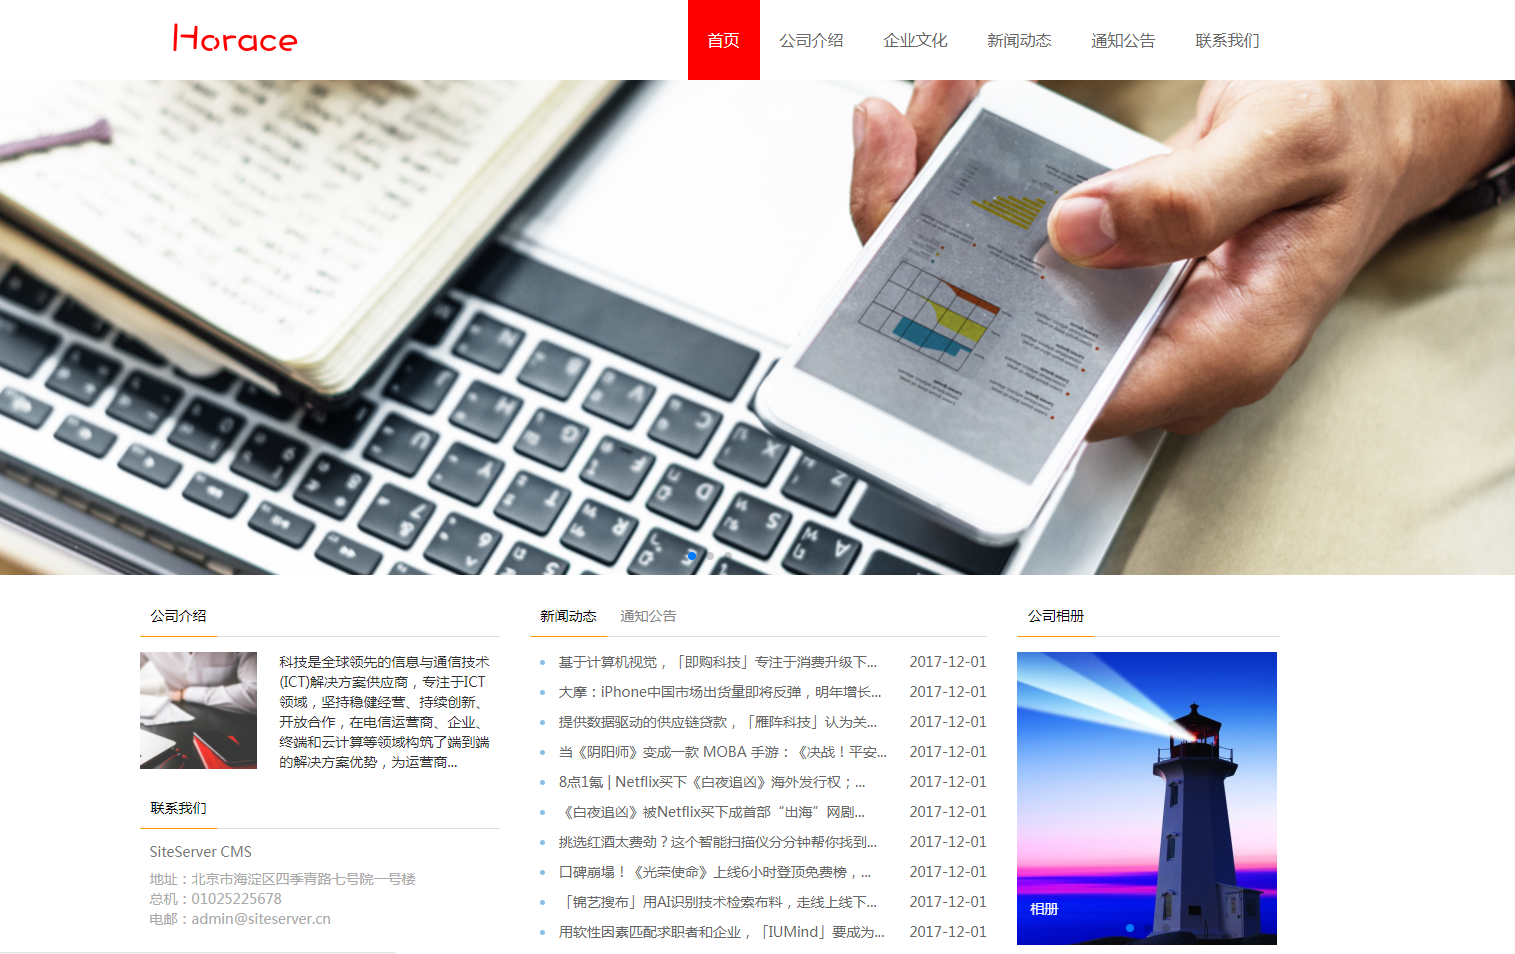 Horace
首页
公司介绍
企业文化
新闻动态
通知公告
联系我们
公司介绍
科技是全球领先的信息与通信技术
(ICT)解决方案供应商，专注于ICT
领域，坚持稳健经营、持续创新、
开放合作，在电信运营商、企业、
终端和云计算等领域构筑了端到端
的解决方案优势，为运营商...
联系我们
SiteServer CMS
地址：北京市海淀区四季青路七号院一号楼
总机：01025225678
电邮：admin@siteserver.cn
新闻动态 通知公告
基于计算机视觉，「即购科技」专注于消费升级下... 2017-12-01
大摩：iPhone中国市场出货量即将反弹，明年增长... 2017-12-01
提供数据驱动的供应链贷款，「雁阵科技」认为关... 2017-12-01
当《阴阳师》变成一款 MOBA 手游：《决战！平安... 2017-12-01
8点1氪 | Netflix买下《白夜追凶》海外发行权；... 2017-12-01
《白夜追凶》被Netflix买下成首部“出海”网剧... 2017-12-01
挑选红酒太费劲？这个智能扫描仪分分钟帮你找到... 2017-12-01
口碑崩塌！《光荣使命》上线6小时登顶免费榜，... 2017-12-01
「锦艺搜布」用AI识别技术检索布料，走线上线下... 2017-12-01
用软性因素匹配求职者和企业，「IUMind」要成为... 2017-12-01
公司相册
相册